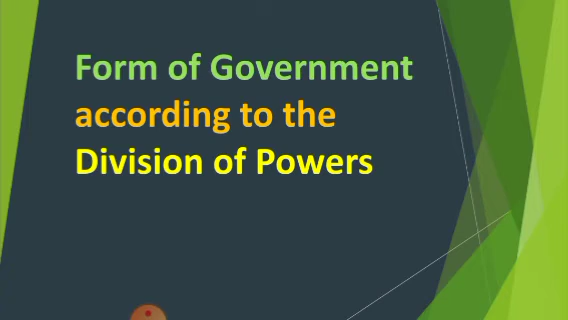 Form of Government
according to the
Division of Powers